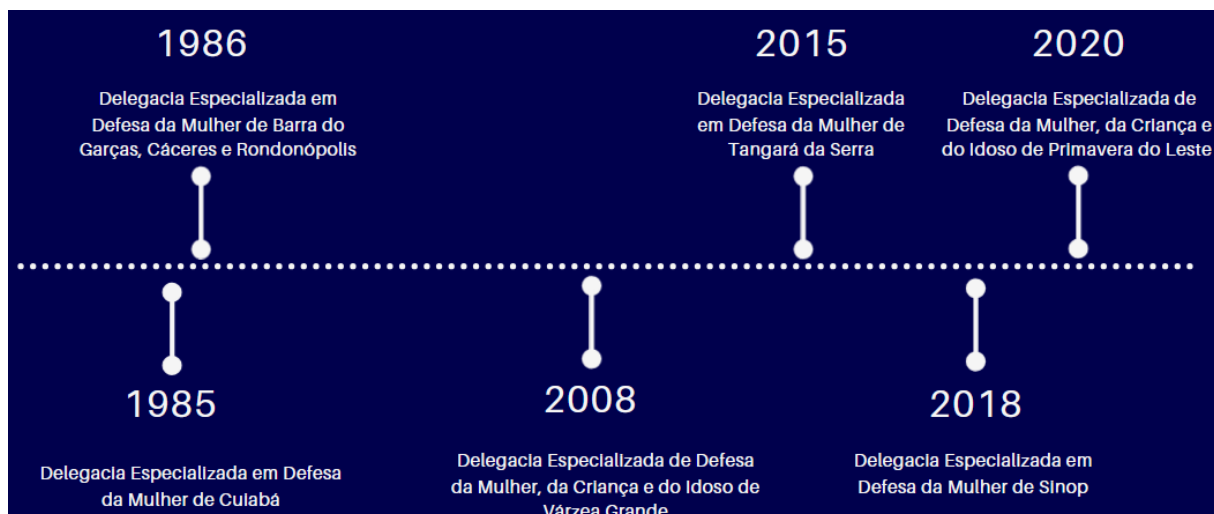 1986
Delegacia Especializada em
Defesa da Mulher de Barra do
Garças, Cáceres e Rondonópolis
2015
Delegacia Especializada
em Defesa da Mulher de
Tangará da Serra
2020
Delegacia Especializada de
Defesa da Mulher, da Criança e
do Idoso de Primavera do Leste
1985
Delegacia Especializada em Defesa
da Mulher de Cuiabá
2008
Delegacia Especializada de Defesa
da Mulher, da Criança e do Idoso de
Várzea Grande
2018
Delegacia Especializada em
Defesa da Mulher de Sinop